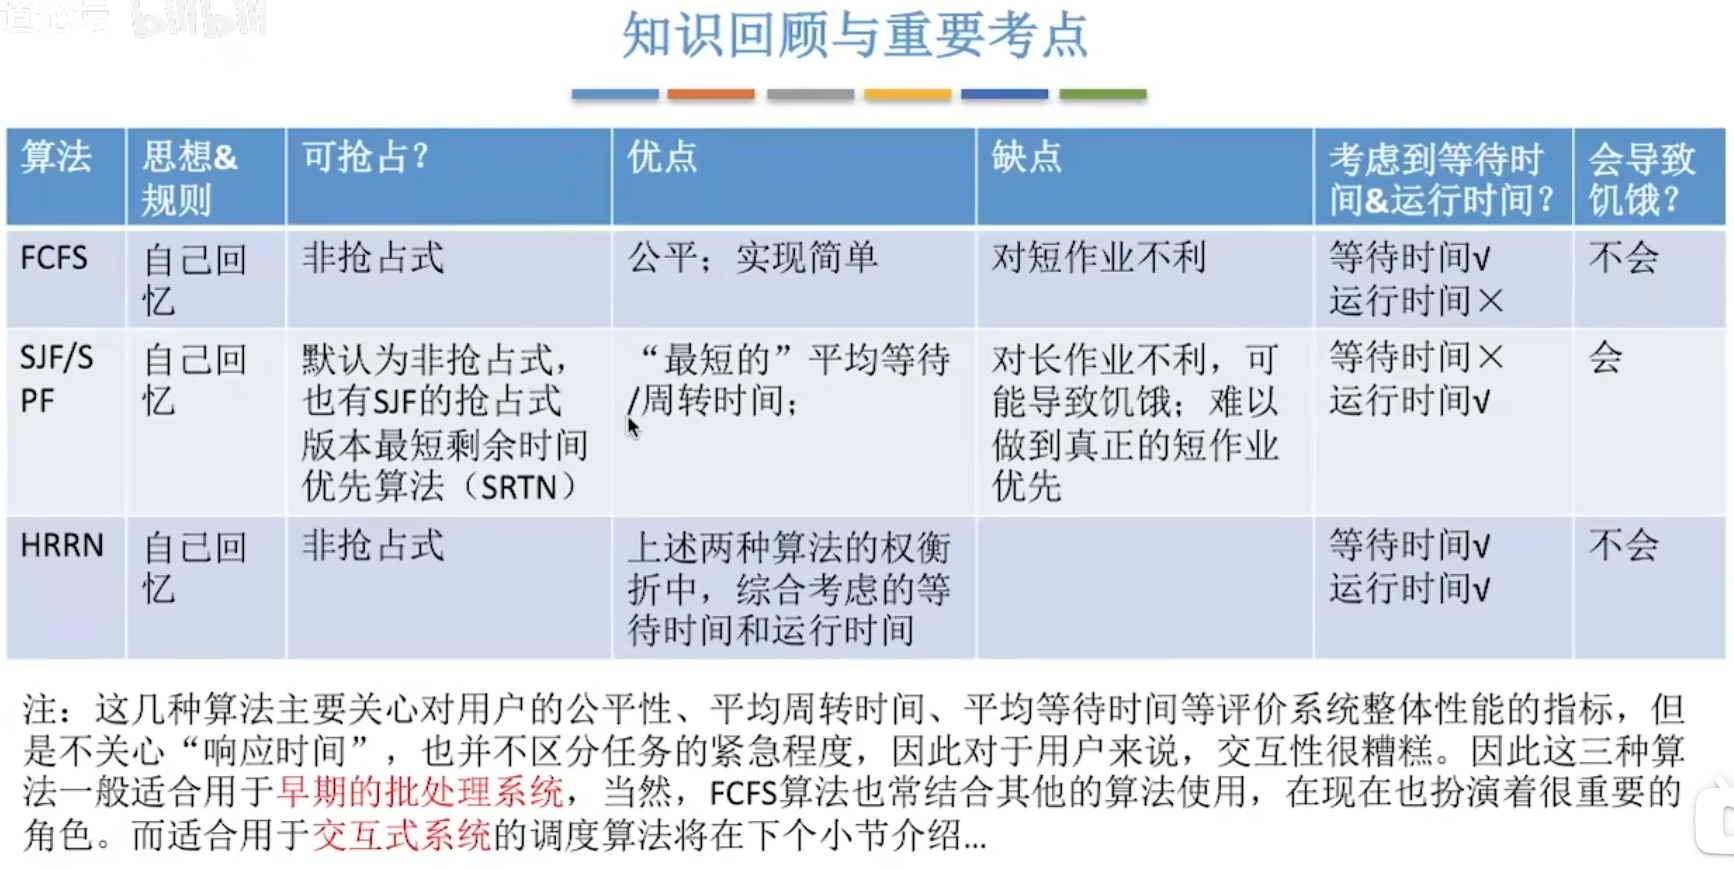 道论坛 bilibili
知识回顾与重要考点
算法
思想&
规则
可抢占？
优点
缺点
考虑到等待时
间&运行时间？
会导致
饥饿？
FCFS
自己回
忆
非抢占式
公平；实现简单
对短作业不利
等待时间√
运行时间×
不会
SJF/S
PF
自己回
忆
默认为非抢占式，
也有SJF的抢占式
版本最短剩余时间
优先算法（SRTN）
“最短的”平均等待
/周转时间；
对长作业不利，可
能导致饥饿；难以
做到真正的短作业
优先
等待时间×
运行时间√
会
HRRN
自己回
忆
非抢占式
上述两种算法的权衡
折中，综合考虑的等
待时间和运行时间
等待时间√
运行时间√
不会
注：这几种算法主要关心对用户的公平性、平均周转时间、平均等待时间等评价系统整体性能的指标，但
是不关心“响应时间”，也并不区分任务的紧急程度，因此对于用户来说，交互性很糟糕。因此这三种算
法一般适合用于早期的批处理系统，当然，FCFS算法也常结合其他的算法使用，在现在也扮演着很重要的
角色。而适合用于交互式系统的调度算法将在下个小节介绍...